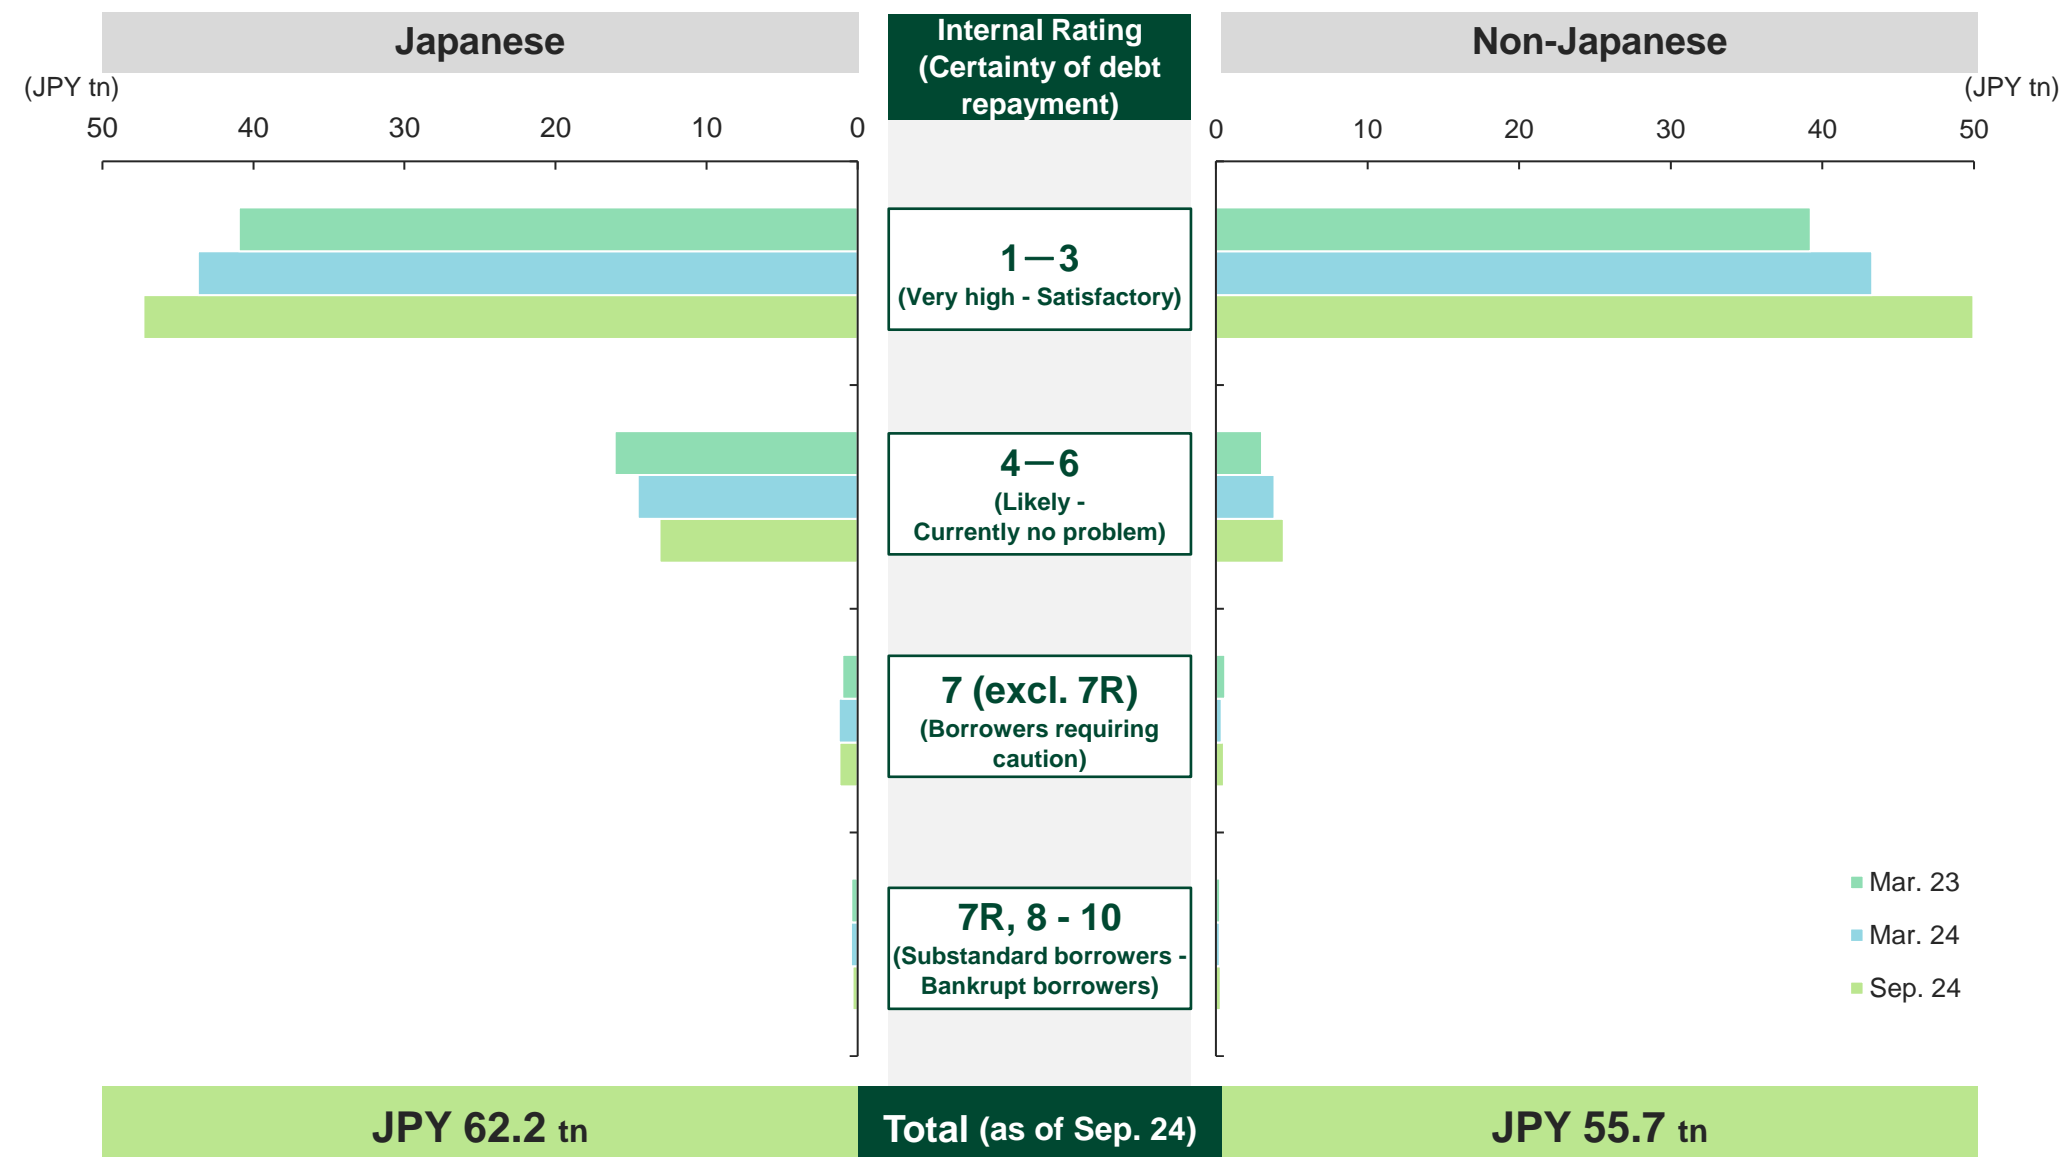 Japanese
Internal Rating
(Certainty of debt
repayment)
Non-Japanese
(JPY tn)
(JPY tn)
50 40 30 20 10 0
0 10 20 30 40 50
1―3
(Very high - Satisfactory)
4―6
(Likely -
Currently no problem)
7 (excl. 7R)
(Borrowers requiring
caution)
7R, 8 - 10
(Substandard borrowers -
Bankrupt borrowers)
Mar. 23
Mar. 24
Sep. 24
JPY 62.2 tn
Total (as of Sep. 24)
JPY 55.7 tn